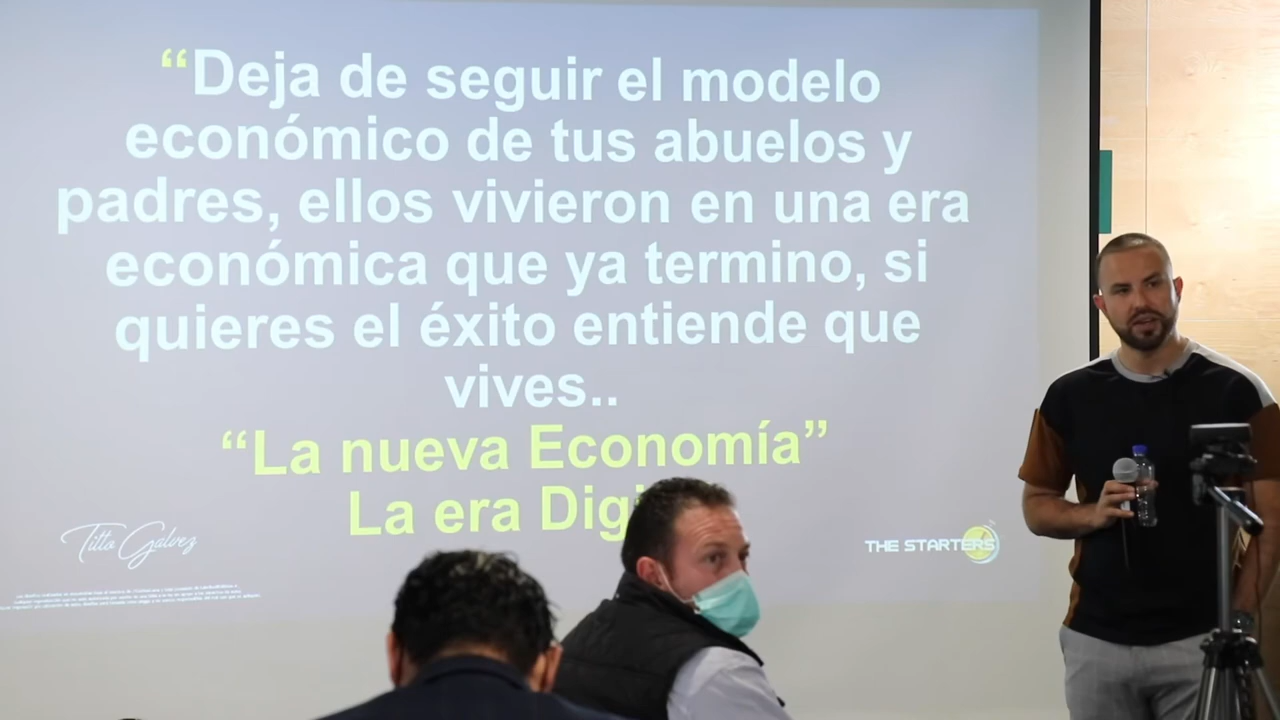 “Deja de seguir el modelo
económico de tus abuelos y
padres, ellos vivieron en una era
económica que ya termino, si
quieres el éxito entiende que
vives..
“La nueva Economía”
La era Dig
Titto Galvez
THE STARTERS